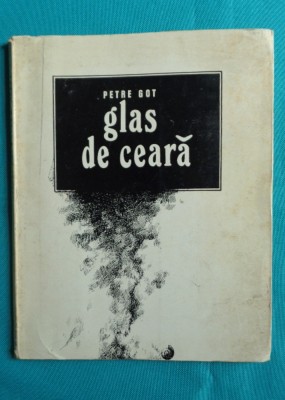 PETRE GOT
glas
de ceară